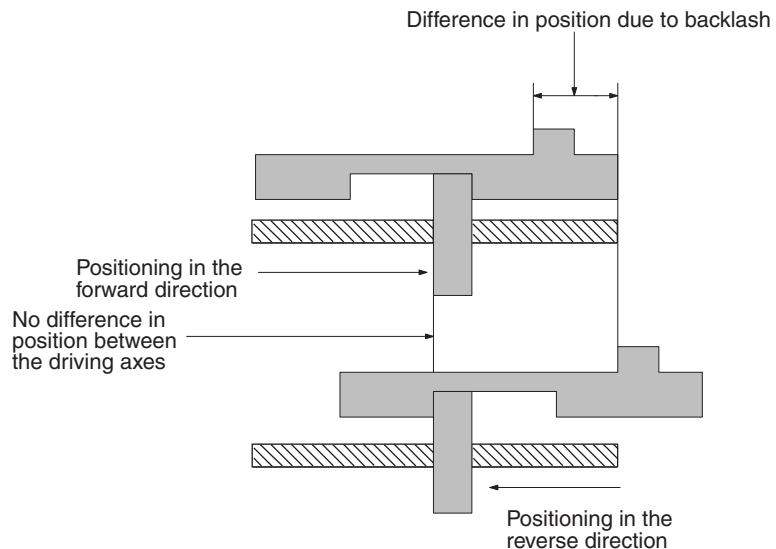 Difference in position due to backlash
Positioning in the
forward direction
No difference in
position between
the driving axes
Positioning in the
reverse direction